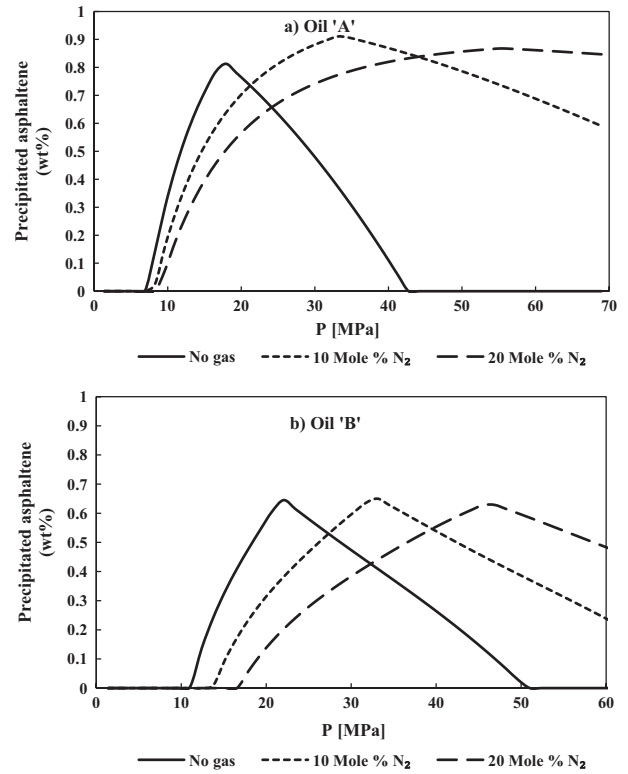 a) Oil 'A'
1
0.9
0.8
0.7
0.6
0.5
0.4
0.3
0.2
0.1
0
Precipitated asphaltene
(wt%)
0 10 20 30 40 50 60 70
P [MPa]
No gas 10 Mole % N₂ 20 Mole % N₂
b) Oil 'B'
1
0.9
0.8
0.7
0.6
0.5
0.4
0.3
0.2
0.1
0
Precipitated asphaltene
(wt%)
0 10 20 30 40 50 60
P [MPa]
No gas 10 Mole % N₂ 20 Mole % N₂